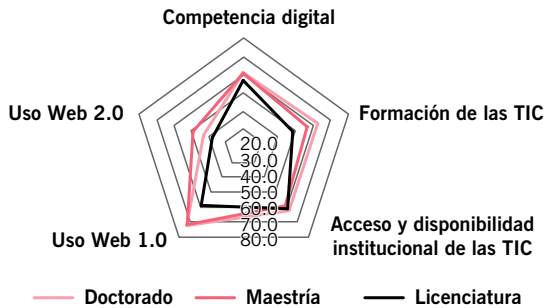 Competencia digital
Uso Web 2.0
Formación de las TIC
20.0
30.0
40.0
50.0
60.0
70.0
80.0
Uso Web 1.0
Acceso y disponibilidad
institucional de las TIC
Doctorado
Maestría
Licenciatura